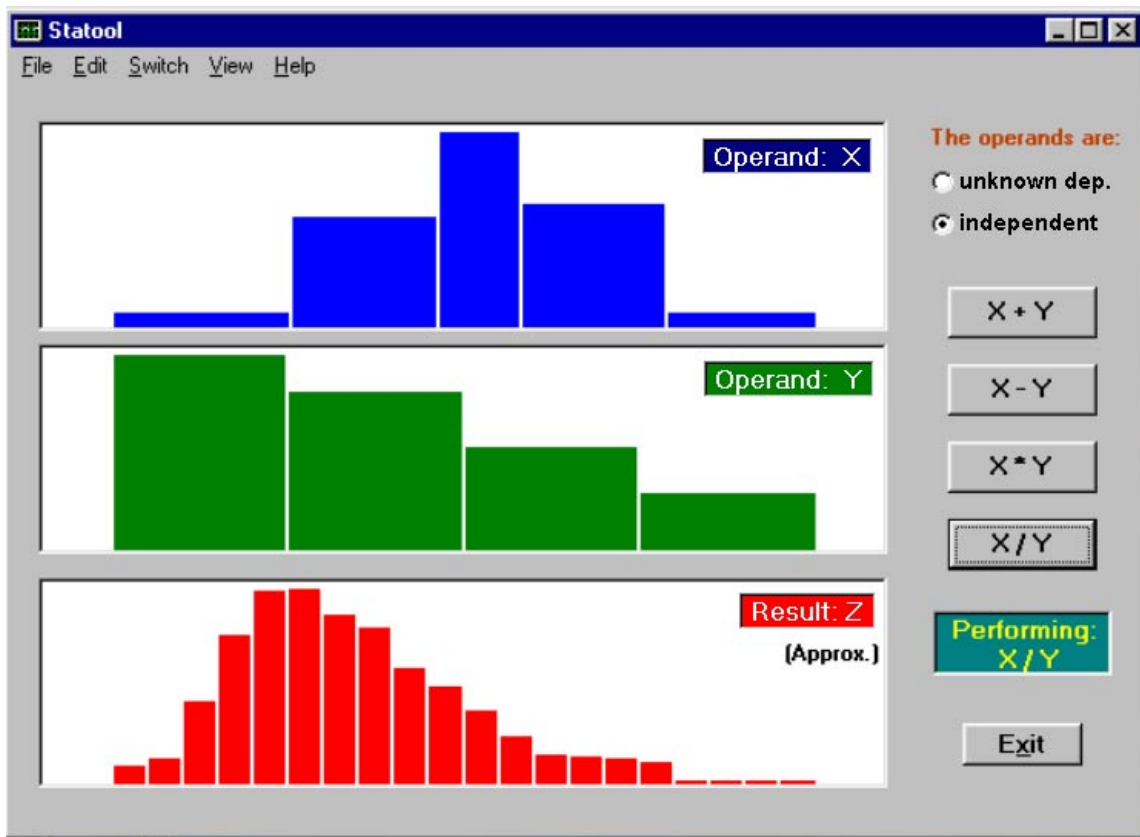 Statool
File Edit Switch View Help
Operand: X
The operands are:
unknown dep.
independent
X + Y
Operand: Y
X - Y
X * Y
X / Y
Result: Z
(Approx.)
Performing:
X / Y
Exit